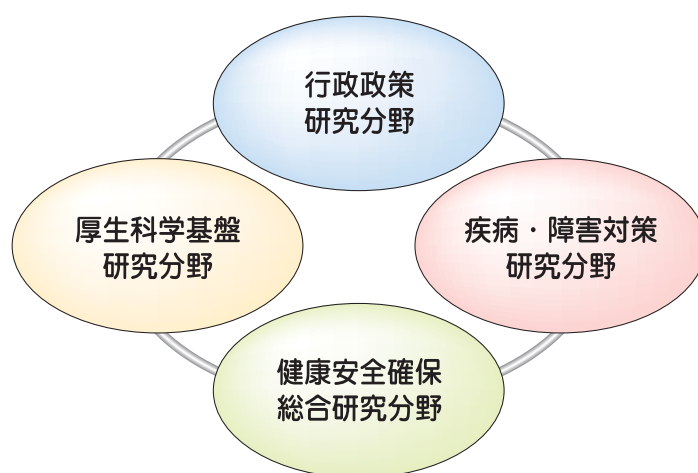 行政政策
研究分野
厚生科学基盤
研究分野
疾病・障害対策
研究分野
健康安全確保
総合研究分野